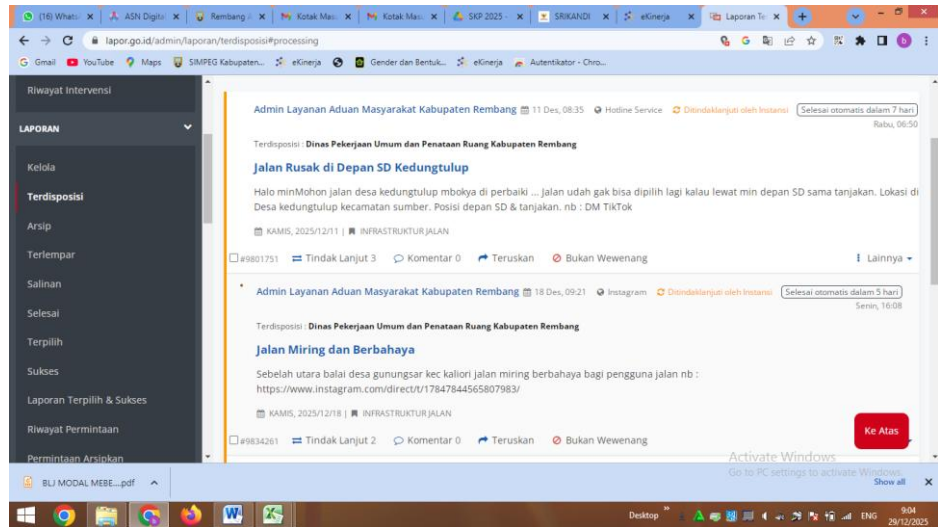 (16) Whats
ASN Digital
Rembang
Kotak Mas
Kotak Masu
SKP 2025 -
SRIKANDI
eKinerja
Laporan Te
lapor.go.id/admin/laporan/terdisposisi#processing
Gmail
YouTube
Maps
SIMPEG Kabupaten...
eKinerja
Gender dan Bentuk...
eKinerja
Autentikator - Chro...
Riwayat Intervensi
LAPORAN
Kelola
Terdisposisi
Arsip
Terlempar
Salinan
Selesai
Terpilih
Sukses
Laporan Terpilih & Sukses
Riwayat Permintaan
Permintaan Arsipkan
Admin Layanan Aduan Masyarakat Kabupaten Rembang 11 Des, 08:35 Hotline Service Ditindaklanjuti oleh Instansi Selesai otomatis dalam 7 hari
Rabu, 06:50
Terdisposisi : Dinas Pekerjaan Umum dan Penataan Ruang Kabupaten Rembang
Jalan Rusak di Depan SD Kedungtulup
Halo minMohon jalan desa kedungtulup mbokya di perbaiki ... Jalan udah gak bisa dipilih lagi kalau lewat min depan SD sama tanjakan. Lokasi di
Desa kedungtulup kecamatan sumber. Posisi depan SD & tanjakan. nb : DM TikTok
KAMIS, 2025/12/11 | INFRASTRUKTUR JALAN
#9801751 Tindak Lanjut 3 Komentar 0 Teruskan Bukan Wewenang Lainnya
Admin Layanan Aduan Masyarakat Kabupaten Rembang 18 Des, 09:21 Instagram Ditindaklanjuti oleh Instansi Selesai otomatis dalam 5 hari
Senin, 16:08
Terdisposisi : Dinas Pekerjaan Umum dan Penataan Ruang Kabupaten Rembang
Jalan Miring dan Berbahaya
Sebelah utara balai desa gunungsar kec kaliori jalan miring berbahaya bagi pengguna jalan nb :
https://www.instagram.com/direct/t/17847844565807983/
KAMIS, 2025/12/18 | INFRASTRUKTUR JALAN
#9834261 Tindak Lanjut 2 Komentar 0 Teruskan Bukan Wewenang
Ke Atas
Activate Windows
Go to PC settings to activate Windows.
BLJ MODAL MEBE....pdf
Show all
Desktop
ENG
9:04
29/12/2025